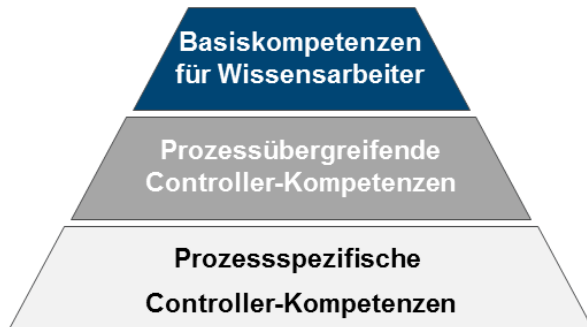 Basiskompetenzen
für Wissensarbeiter
Prozessübergreifende
Controller-Kompetenzen
Prozessspezifische
Controller-Kompetenzen